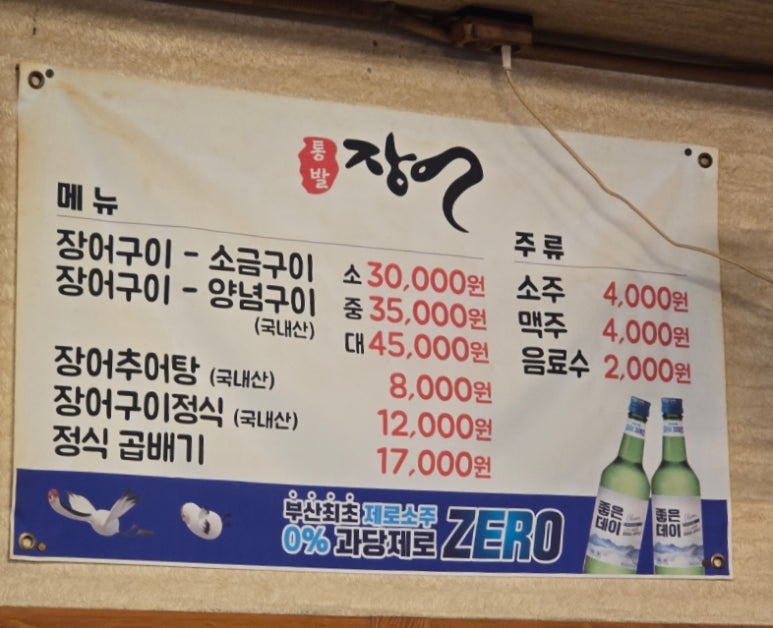 통발 장어
메뉴
장어구이 - 소금구이
장어구이 - 양념구이
(국내산)
소 30,000원
중 35,000원
대 45,000원
장어추어탕 (국내산) 8,000원
장어구이정식 (국내산) 12,000원
정식 곱배기 17,000원
주류
소주 4,000원
맥주 4,000원
음료수 2,000원
부산최초 제로소주
0% 과당제로
ZERO
좋은
데이
좋은
데이